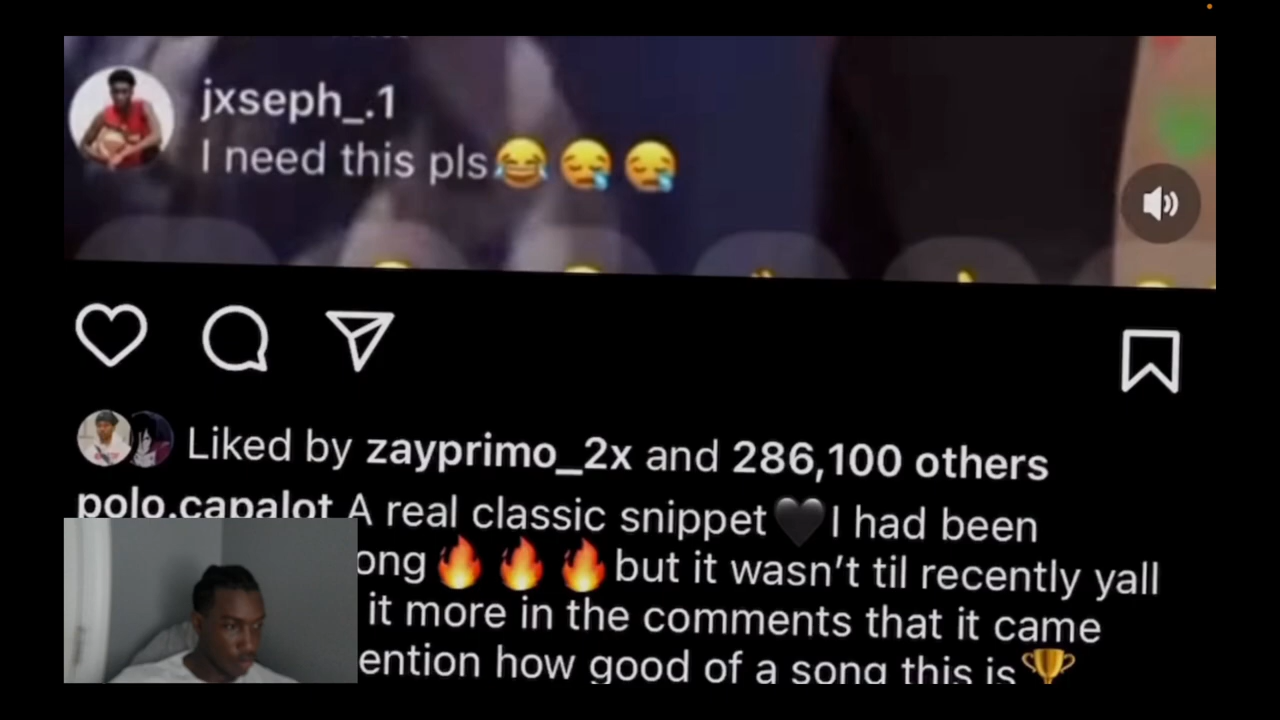 jxseph_.1
I need this pls😂😪😪
Liked by zayprimo_2x and 286,100 others
polo.capalot A real classic snippet🖤I had been
ong🔥🔥🔥but it wasn't til recently yall
it more in the comments that it came
ention how good of a song this is🏆